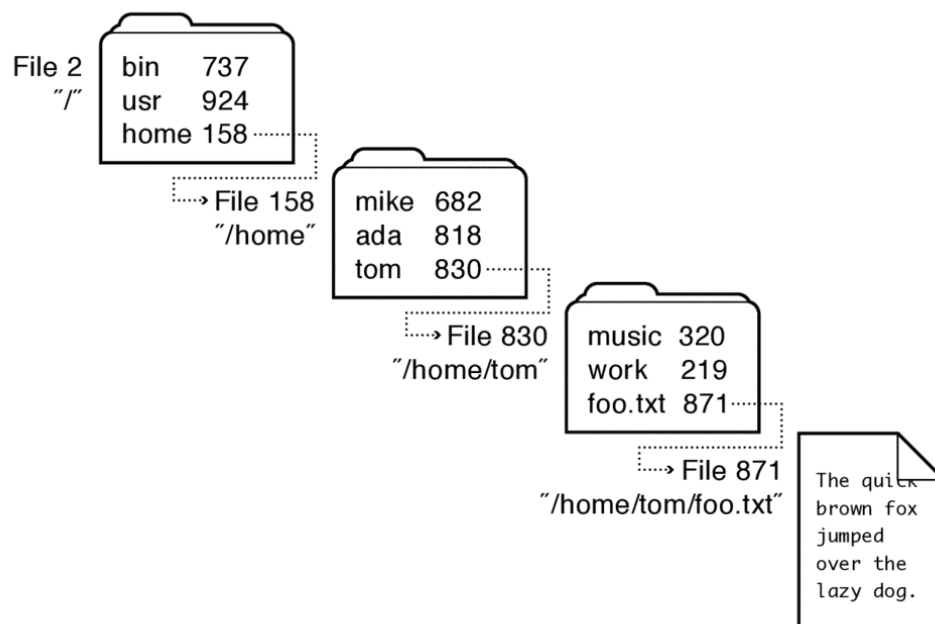 File 2
"/"
bin 737
usr 924
home 158
File 158
"/home"
mike 682
ada 818
tom 830
File 830
"/home/tom"
music 320
work 219
foo.txt 871
File 871
"/home/tom/foo.txt"
The quick
brown fox
jumped
over the
lazy dog.